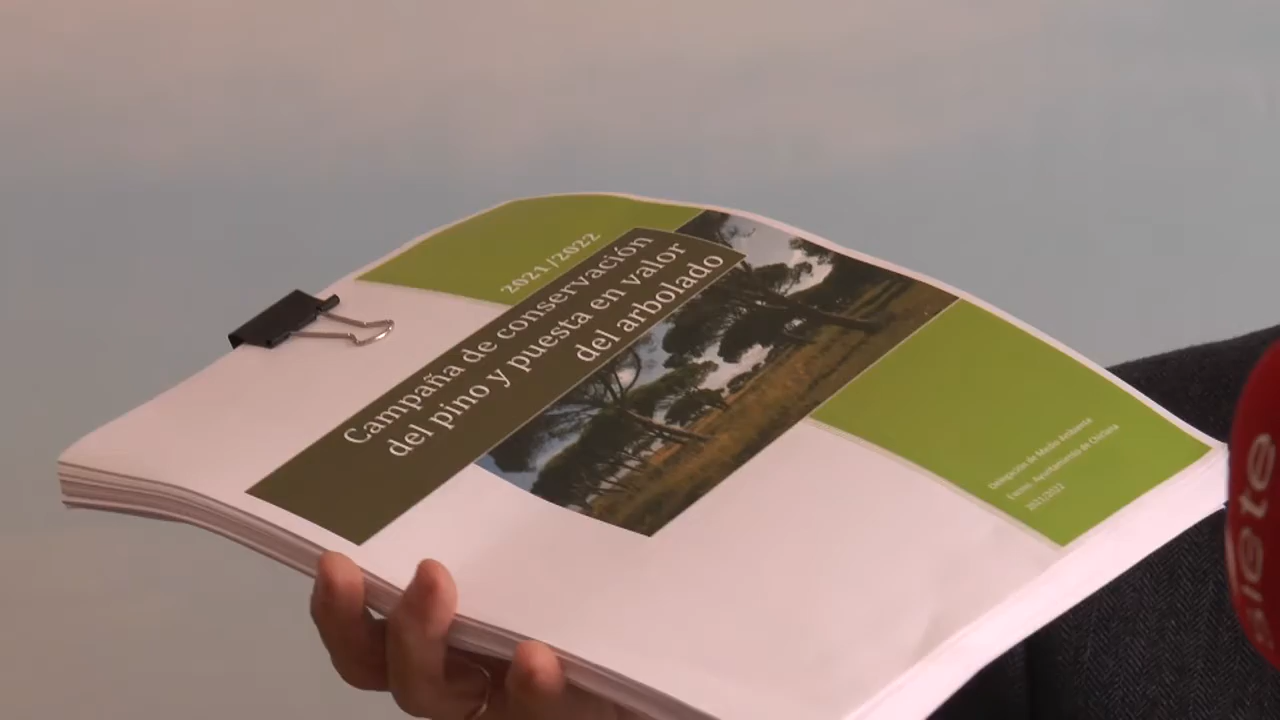 2021/2022
Campaña de conservación
del pino y puesta en valor
del arbolado
Delegación de Medio Ambiente
Excmo. Ayuntamiento de Chiclana
2021/2022
siete